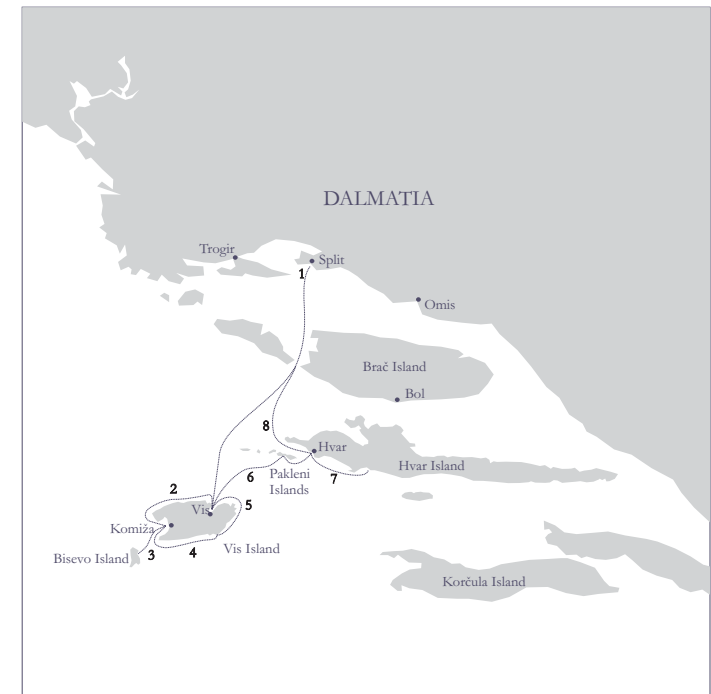 DALMATIA
Trogir
Split
1
Omis
Brač Island
Bol
8
Hvar
Hvar Island
6
Pakleni
Islands
7
2
Vis
5
Komiža
3
4
Vis Island
Bisevo Island
Korčula Island